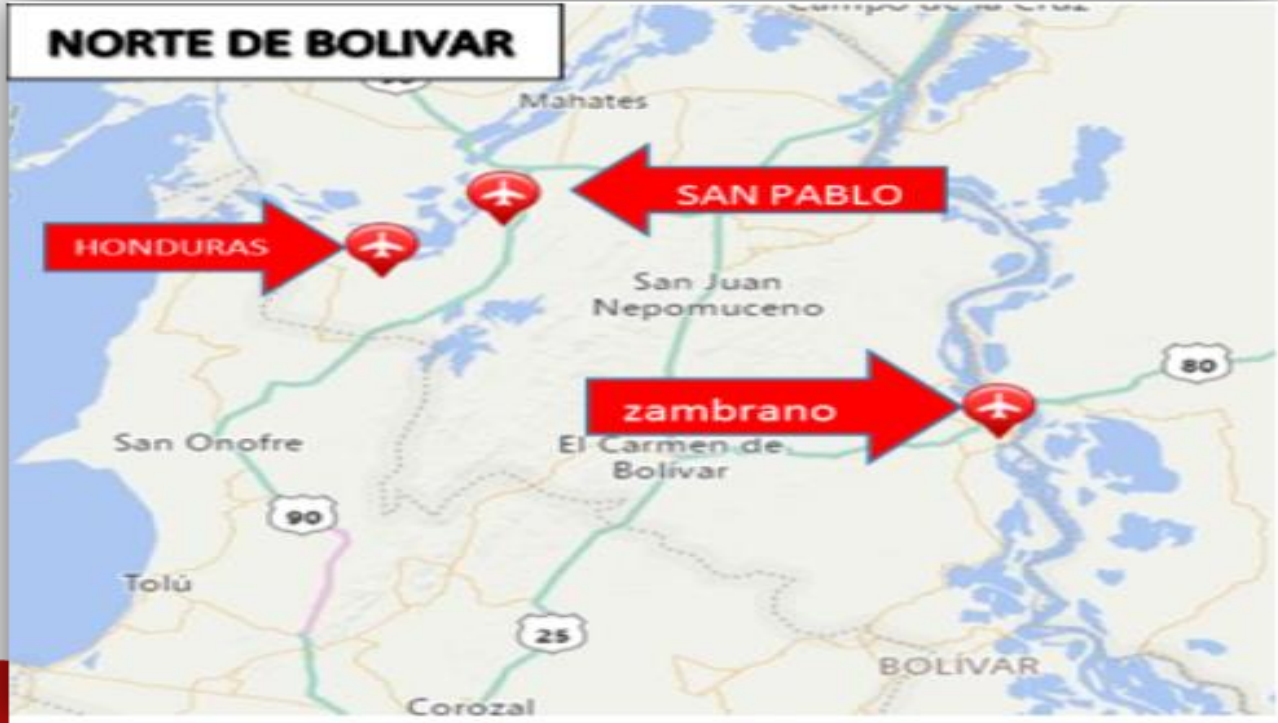 NORTE DE BOLIVAR
Mahates
SAN PABLO
HONDURAS
San Juan
Nepomuceno
80
zambrano
San Onofre
El Carmen de
Bolívar
90
Tolú
25
BOLÍVAR
Corozal